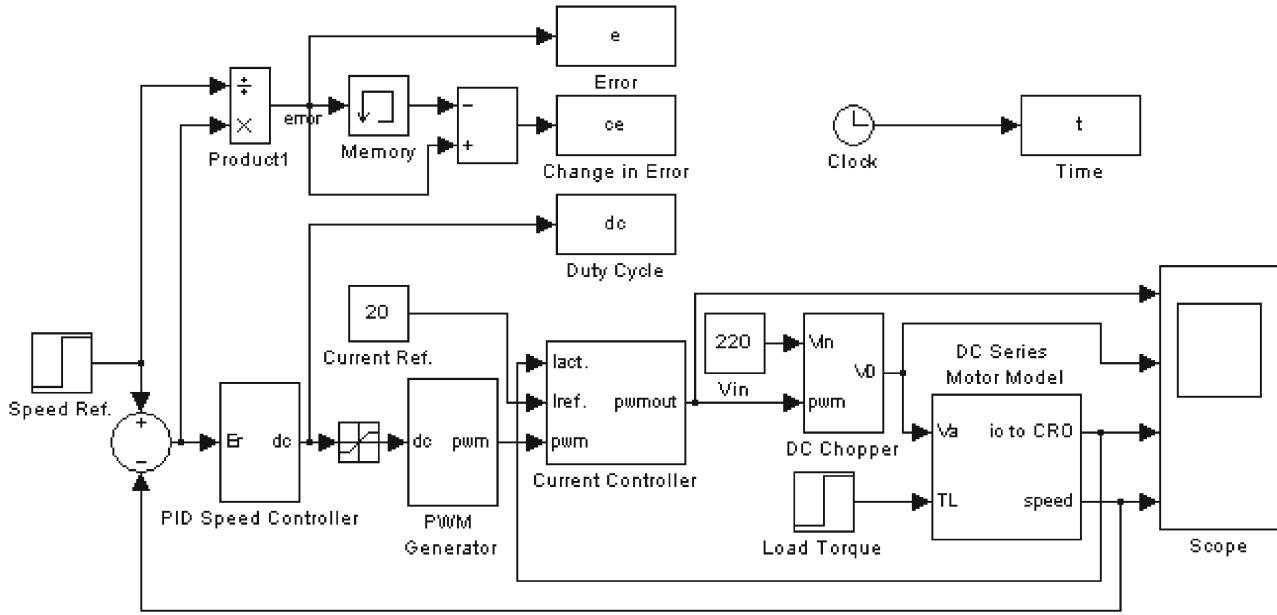 e
Error
÷
×
error
Product1
Memory
−
+
ce
Change in Error
Clock
t
Time
dc
Duty Cycle
20
Current Ref.
Speed Ref.
+
−
Er
dc
PID Speed Controller
dc
pwm
PWM
Generator
Iact.
Iref.
pwm
pwmout
Current Controller
220
Vin
Vin
pwm
VD
DC Chopper
DC Series
Motor Model
Va
TL
io to CRO
speed
Load Torque
Scope